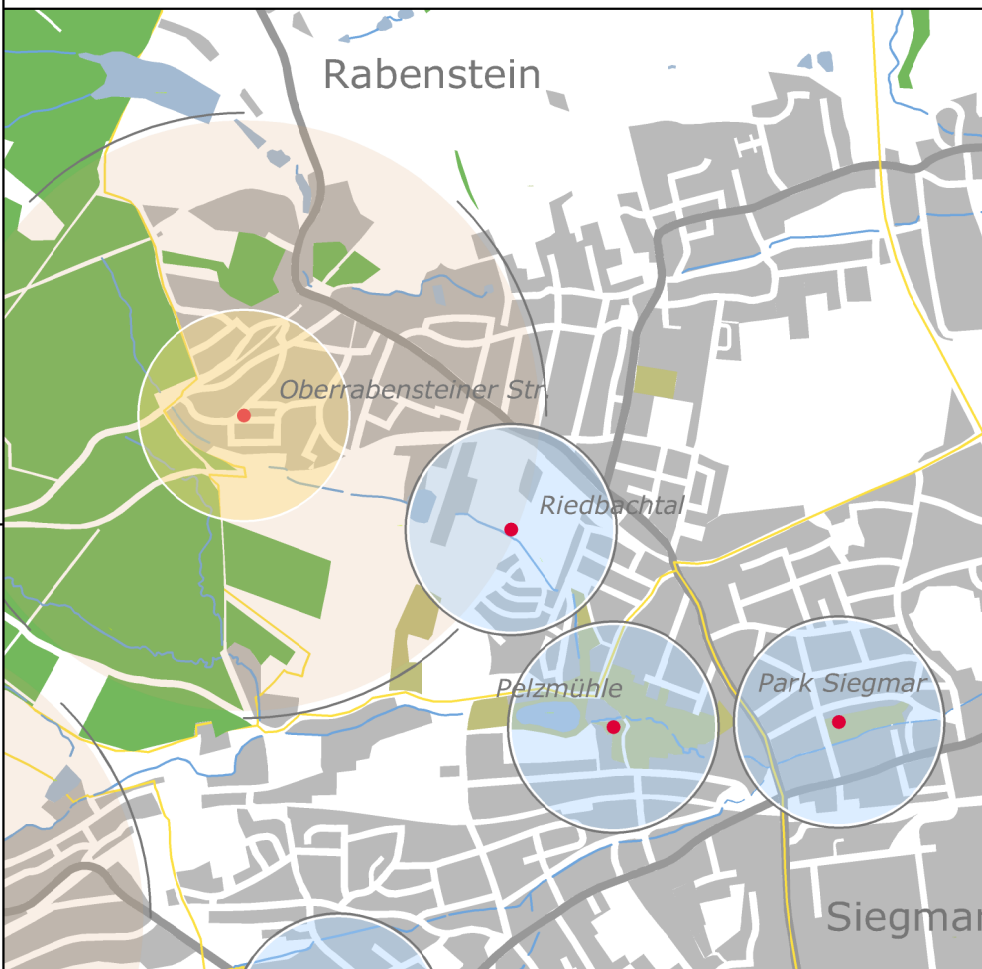 Rabenstein
Oberrabensteiner Str.
Riedbachtal
Pelzmühle
Park Siegmar
Siegmar